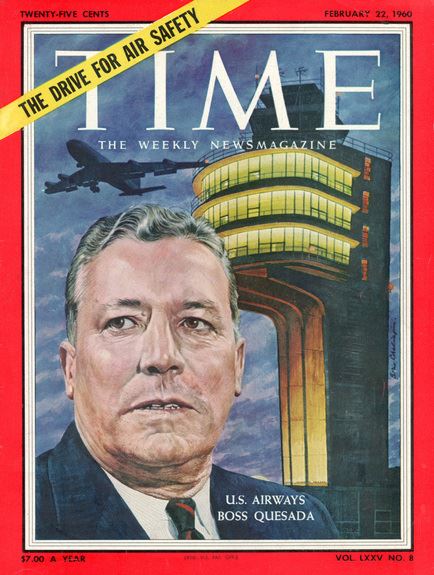 TWENTY-FIVE CENTS
FEBRUARY 22, 1960
THE DRIVE FOR AIR SAFETY
TIME
THE WEEKLY NEWSMAGAZINE
U.S. AIRWAYS
BOSS QUESADA
$7.00 A YEAR
VOL. LXXV NO. 8